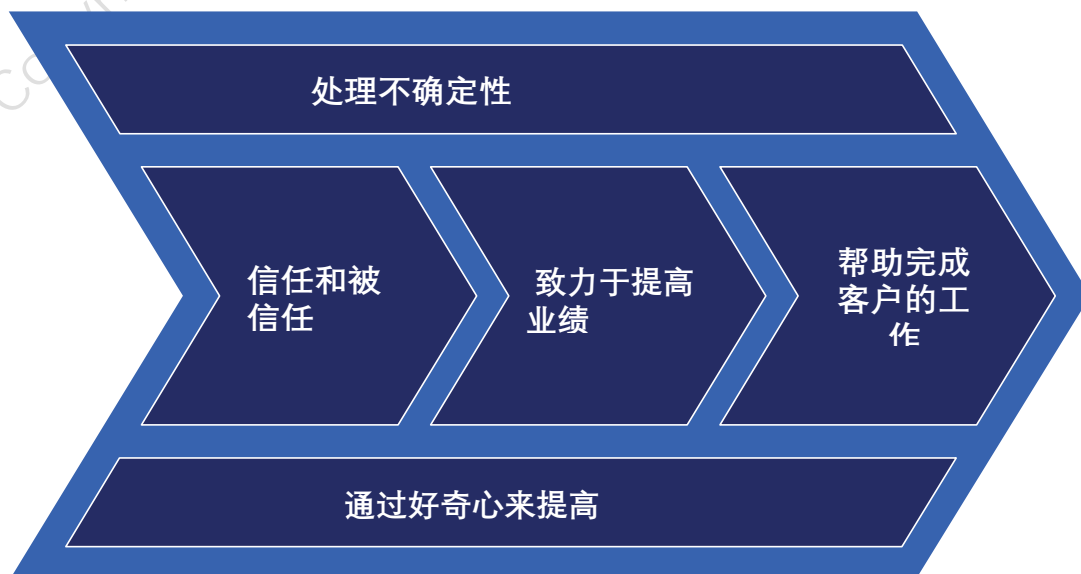 处理不确定性
信任和被
信任
致力于提高
业绩
帮助完成
客户的工
作
通过好奇心来提高